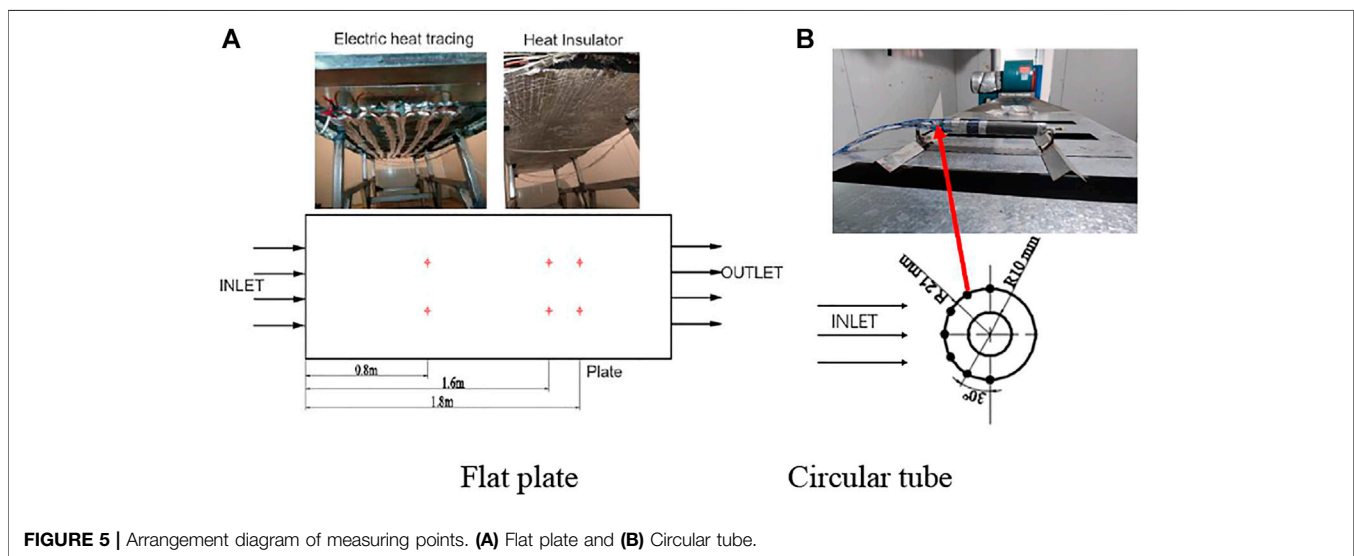 A
Electric heat tracing
Heat Insulator
B
INLET
OUTLET
0.8m
1.6m
1.8m
Plate
R 21 mm
R10 mm
INLET
30°
Flat plate
Circular tube
FIGURE 5 | Arrangement diagram of measuring points. (A) Flat plate and (B) Circular tube.